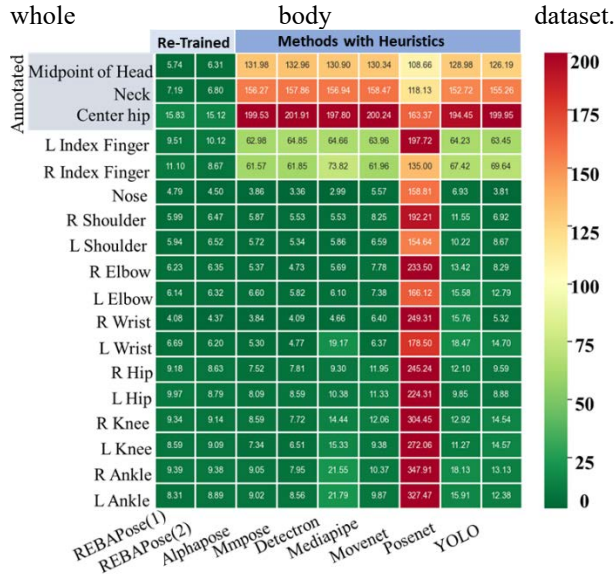 whole body dataset.
Re-Trained Methods with Heuristics
Annotated
Midpoint of Head 5.74 6.31 131.98 132.96 130.90 130.34 108.66 128.98 126.19
Neck 7.19 6.80 156.27 157.86 156.94 158.47 118.13 152.72 155.26
Center hip 15.83 15.12 199.53 201.91 197.80 200.24 163.37 194.45 199.95
L Index Finger 9.51 10.12 62.98 64.85 64.66 63.96 197.72 64.23 63.45
R Index Finger 11.10 8.67 61.57 61.85 73.82 61.96 135.00 67.42 69.64
Nose 4.79 4.50 3.86 3.36 2.99 5.57 158.81 6.93 3.81
R Shoulder 5.99 6.47 5.87 5.53 5.53 8.25 192.21 11.55 6.92
L Shoulder 5.94 6.52 5.72 5.34 5.86 6.59 154.64 10.22 8.67
R Elbow 6.23 6.35 5.37 4.73 5.69 7.78 233.50 13.42 8.29
L Elbow 6.14 6.32 6.60 5.82 6.10 7.38 166.12 15.58 12.79
R Wrist 4.08 4.37 3.84 4.09 4.66 6.40 249.31 15.76 5.32
L Wrist 6.69 6.20 5.30 4.77 19.17 6.37 178.50 18.47 14.70
R Hip 9.18 8.63 7.52 7.81 9.30 11.95 245.24 12.10 9.59
L Hip 9.97 8.79 8.09 8.59 10.38 11.33 224.31 9.85 8.88
R Knee 9.34 9.14 8.59 7.72 14.44 12.06 304.45 12.92 14.54
L Knee 8.59 9.09 7.34 6.51 15.33 9.38 272.06 11.27 14.57
R Ankle 9.39 9.38 9.05 7.95 21.55 10.37 347.91 18.13 13.13
L Ankle 8.31 8.89 9.02 8.56 21.79 9.87 327.47 15.91 12.38
REBAPose(1) REBAPose(2) Alphapose Mmpose Detectron Mediapipe Movenet Posenet YOLO
200
175
150
125
100
75
50
25
0